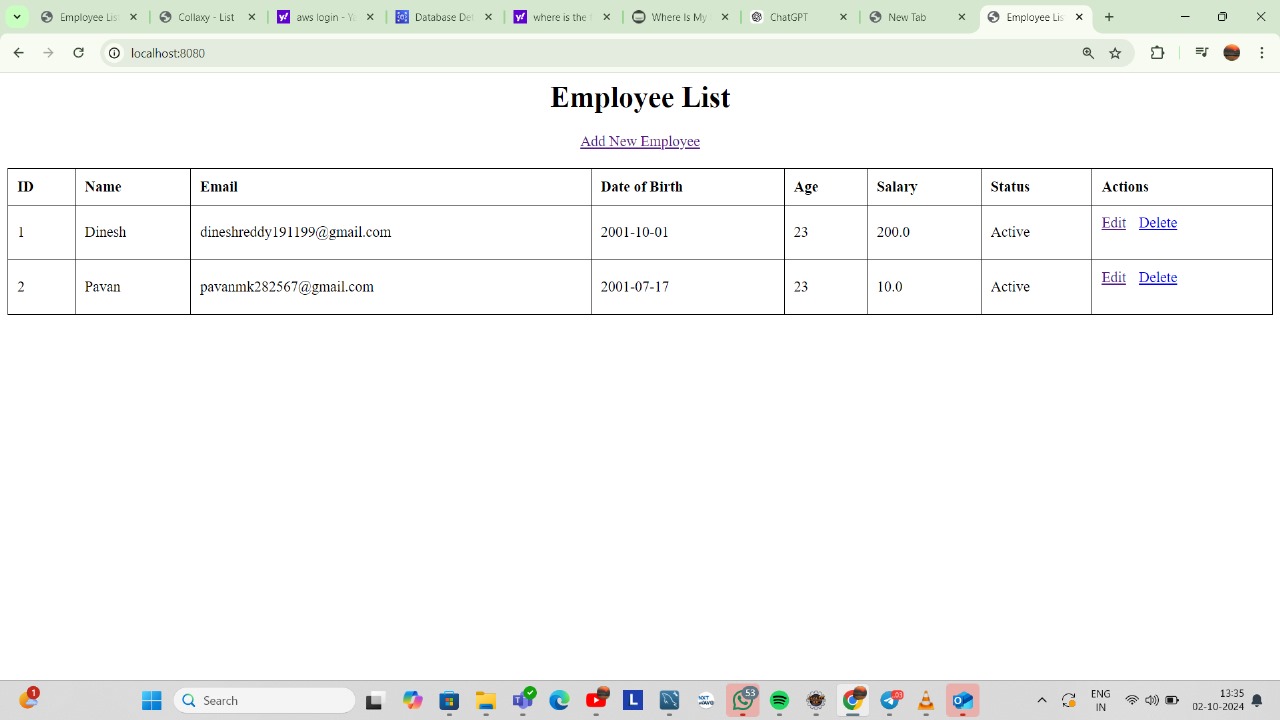 Employee List
Collaxy - List
aws login - Ya
Database Det
where is the
Where Is My
ChatGPT
New Tab
Employee Lis
localhost:8080
Employee List
Add New Employee
ID Name Email Date of Birth Age Salary Status Actions
1 Dinesh dineshreddy191199@gmail.com 2001-10-01 23 200.0 Active Edit Delete
2 Pavan pavanmk282567@gmail.com 2001-07-17 23 10.0 Active Edit Delete
1
Search
L
53
ENG
IN
13:35
02-10-2024